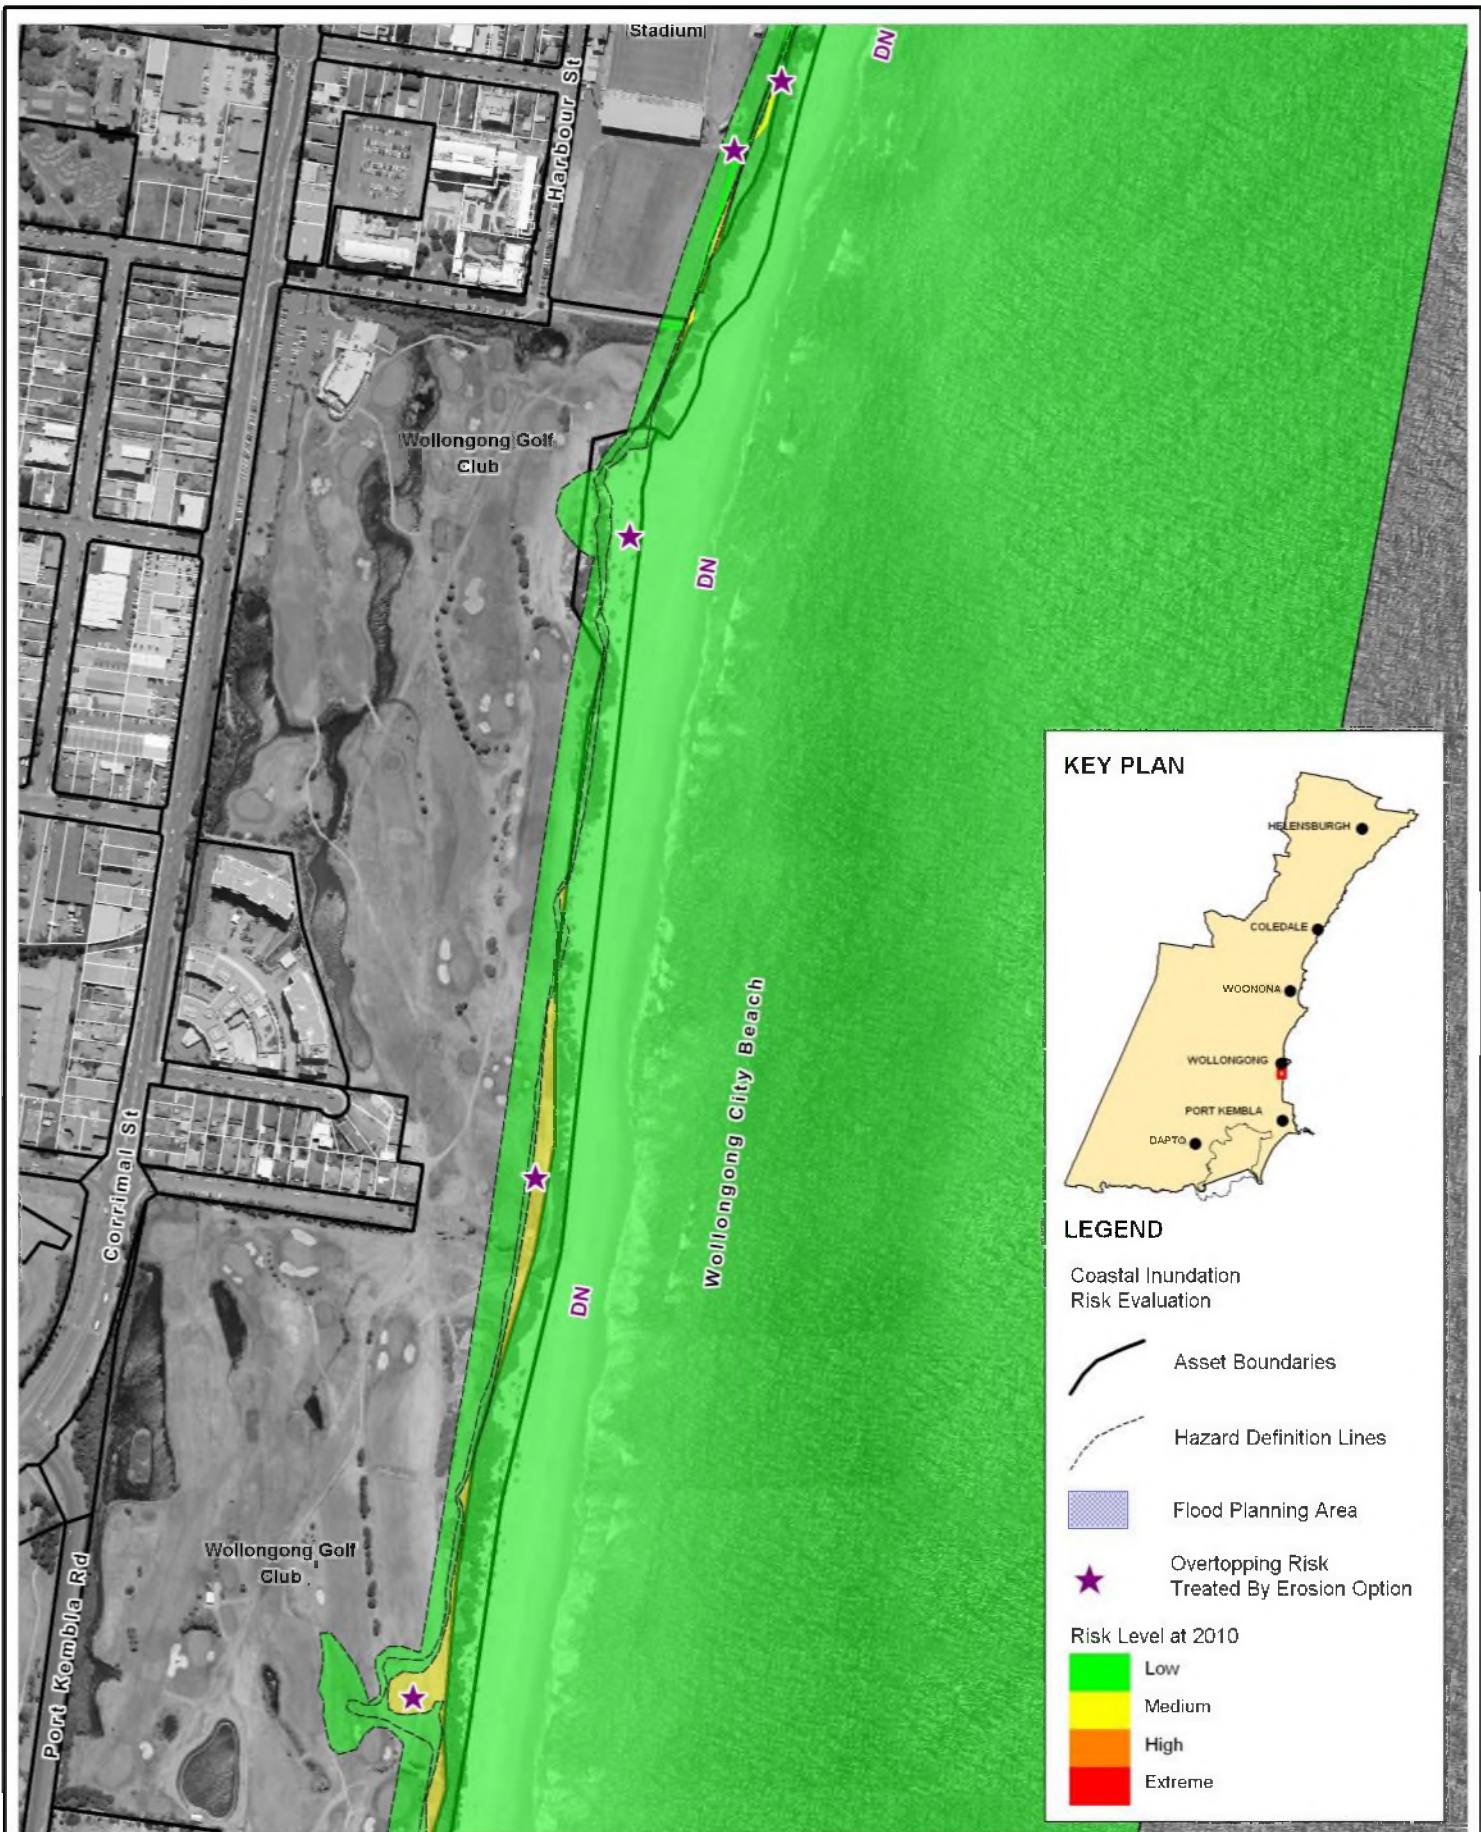 Stadium
DN
Harbour St
Wollongong Golf
Club
DN
Wollongong City Beach
DN
Corrimal St
Wollongong Golf
Club
Port Kembla Rd
KEY PLAN
HELENSBURGH
COLEDALE
WOONONA
WOLLONGONG
PORT KEMBLA
DAPTO
LEGEND
Coastal Inundation
Risk Evaluation
Asset Boundaries
Hazard Definition Lines
Flood Planning Area
Overtopping Risk
Treated By Erosion Option
Risk Level at 2010
Low
Medium
High
Extreme